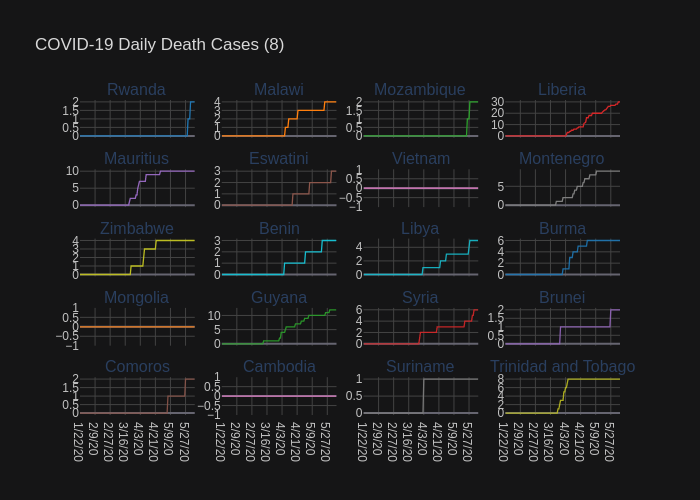 COVID-19 Daily Death Cases (8)
Rwanda Malawi Mozambique Liberia
2 4 2 30
1.5 3 1.5 20
1 2 1 10
0.5 1 0.5 0
0 0 0
Mauritius Eswatini Vietnam Montenegro
10 3 1 5
5 2 0.5 0
0 1 0
0 −0.5
−1
Zimbabwe Benin Libya Burma
4 3 4 6
3 2 2 4
2 1 0 2
1 0 0
0
Mongolia Guyana Syria Brunei
1 10 6 2
0.5 5 4 1.5
0 0 2 1
−0.5 0 0.5
−1 0
Comoros Cambodia Suriname Trinidad and Tobago
2 1 1 8
1.5 0.5 0.5 6
1 0 0 4
0.5 −0.5 2
0 −1 0
1/22/20 2/9/20 2/27/20 3/16/20 4/3/20 4/21/20 5/9/20 5/27/20
1/22/20 2/9/20 2/27/20 3/16/20 4/3/20 4/21/20 5/9/20 5/27/20
1/22/20 2/9/20 2/27/20 3/16/20 4/3/20 4/21/20 5/9/20 5/27/20
1/22/20 2/9/20 2/27/20 3/16/20 4/3/20 4/21/20 5/9/20 5/27/20